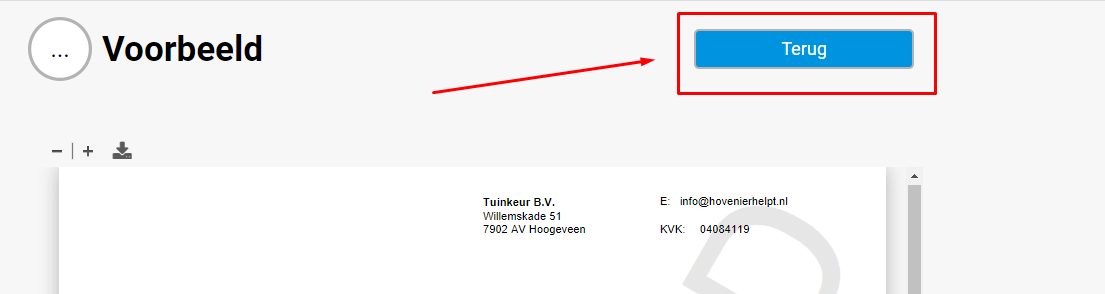 ...
Voorbeeld
Terug
Tuinkeur B.V.
Willemskade 51
7902 AV Hoogeveen
E: info@hovenierhelpt.nl
KVK: 04084119